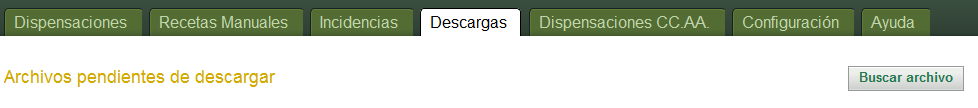 Dispensaciones Recetas Manuales Incidencias Descargas Dispensaciones CC.AA. Configuración Ayuda
Archivos pendientes de descargar Buscar archivo